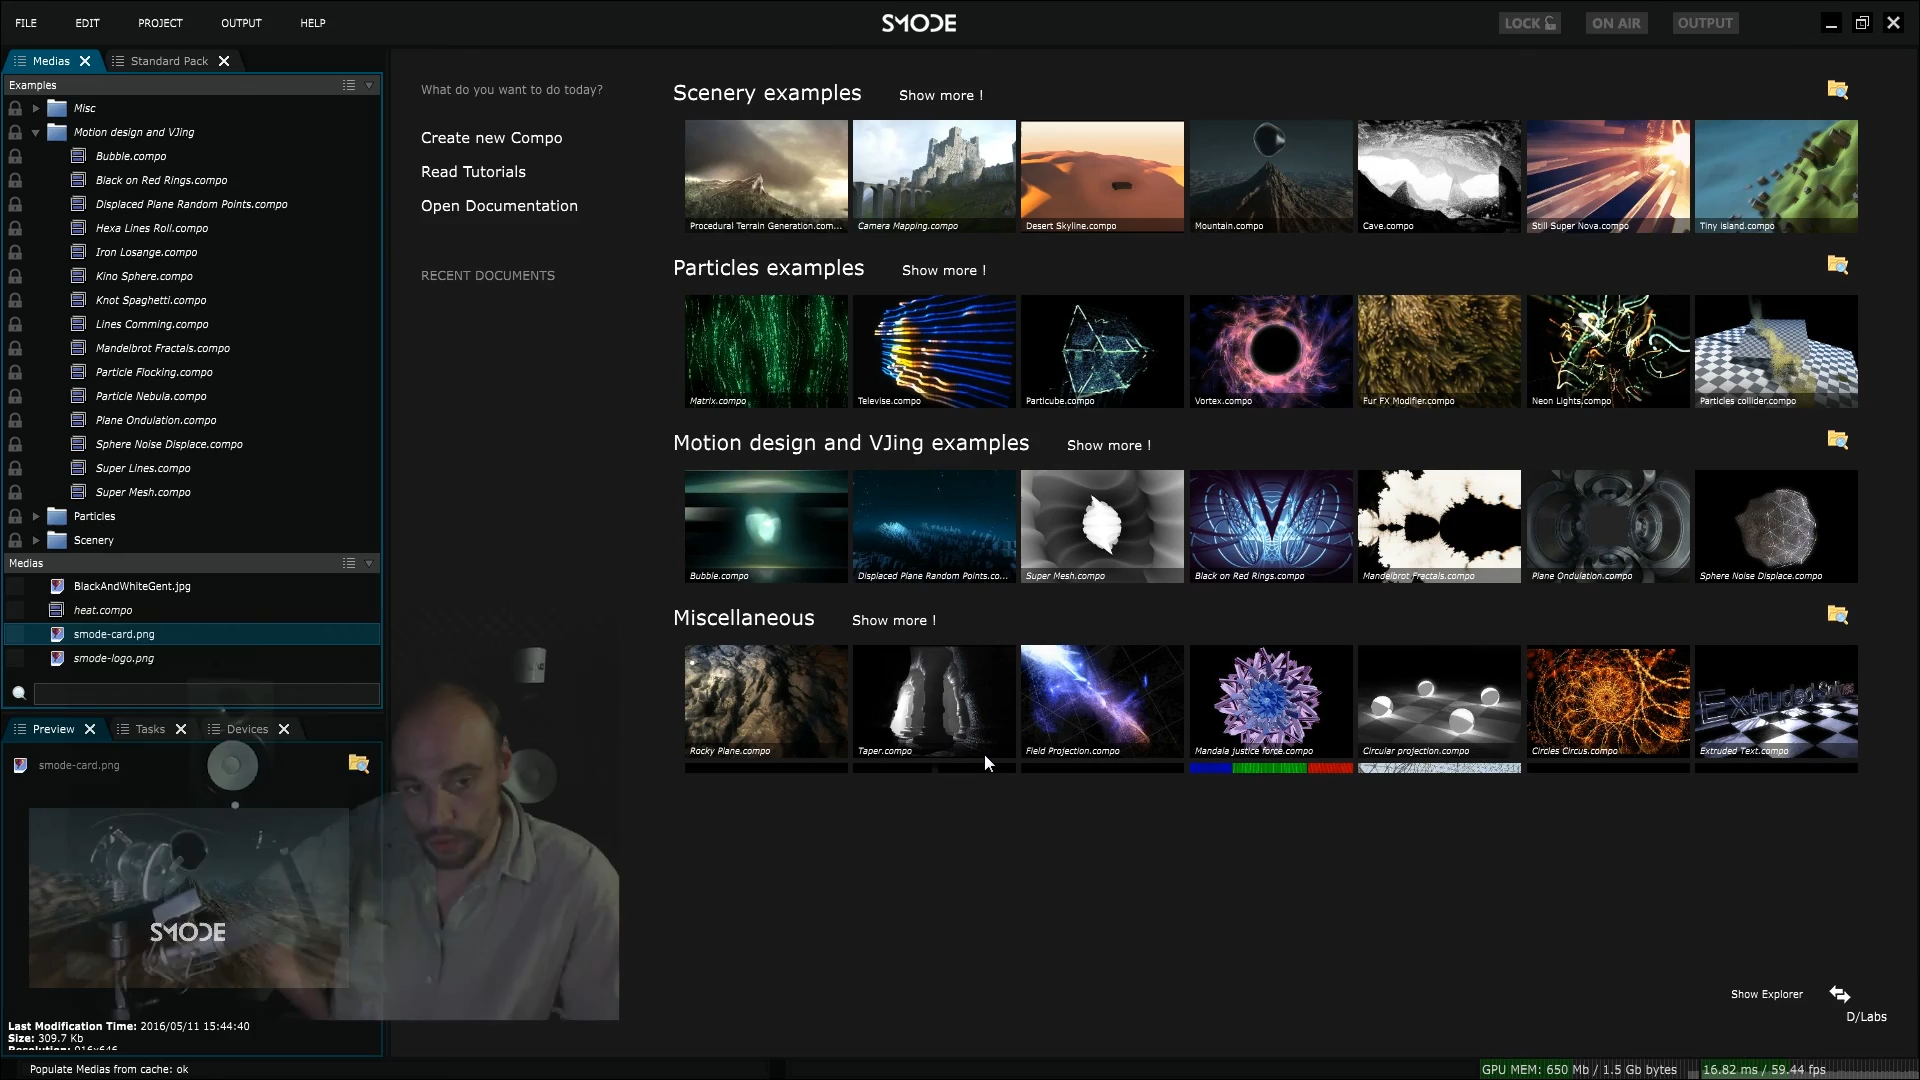 FILE EDIT PROJECT OUTPUT HELP
SMODE
LOCK ON AIR OUTPUT
Medias Standard Pack
Examples
Misc
Motion design and VJing
Bubble.compo
Black on Red Rings.compo
Displaced Plane Random Points.compo
Hexa Lines Roll.compo
Iron Losange.compo
Kino Sphere.compo
Knot Spaghetti.compo
Lines Comming.compo
Mandelbrot Fractals.compo
Particle Flocking.compo
Particle Nebula.compo
Plane Ondulation.compo
Sphere Noise Displace.compo
Super Lines.compo
Super Mesh.compo
Particles
Scenery
Medias
BlackAndWhiteGent.jpg
heat.compo
smode-card.png
smode-logo.png
Preview Tasks Devices
smode-card.png
SMODE
Last Modification Time: 2016/05/11 15:44:40
Size: 309.7 Kb
Populate Medias from cache: ok
What do you want to do today?
Create new Compo
Read Tutorials
Open Documentation
RECENT DOCUMENTS
Scenery examples Show more !
Procedural Terrain Generation.com... Camera Mapping.compo Desert Skyline.compo Mountain.compo Cave.compo Still Super Nova.compo Tiny island.compo
Particles examples Show more !
Matrix.compo Televise.compo Particube.compo Vortex.compo Fur FX Modifier.compo Neon Lights.compo Particles collider.compo
Motion design and VJing examples Show more !
Bubble.compo Displaced Plane Random Points.co... Super Mesh.compo Black on Red Rings.compo Mandelbrot Fractals.compo Plane Ondulation.compo Sphere Noise Displace.compo
Miscellaneous Show more !
Extruded
Rocky Plane.compo Taper.compo Field Projection.compo Mandala justice force.compo Circular projection.compo Circles Circus.compo Extruded Text.compo
Show Explorer
D/Labs
GPU MEM: 650 Mb / 1.5 Gb bytes 16.82 ms / 59.44 fps